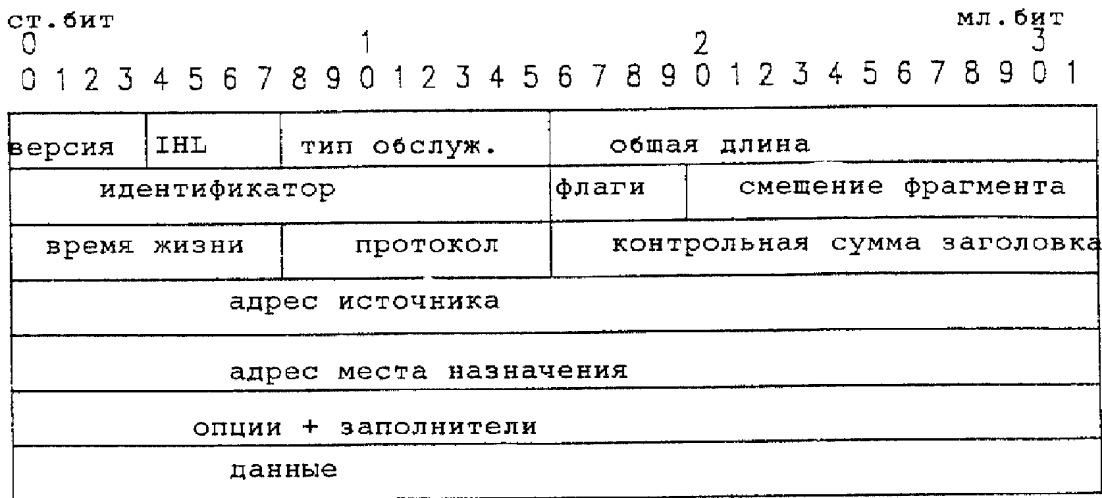 ст.бит мл.бит
0 1 2 3
0 1 2 3 4 5 6 7 8 9 0 1 2 3 4 5 6 7 8 9 0 1 2 3 4 5 6 7 8 9 0 1
версия IHL тип обслуж. общая длина
идентификатор флаги смещение фрагмента
время жизни протокол контрольная сумма заголовка
адрес источника
адрес места назначения
опции + заполнители
данные